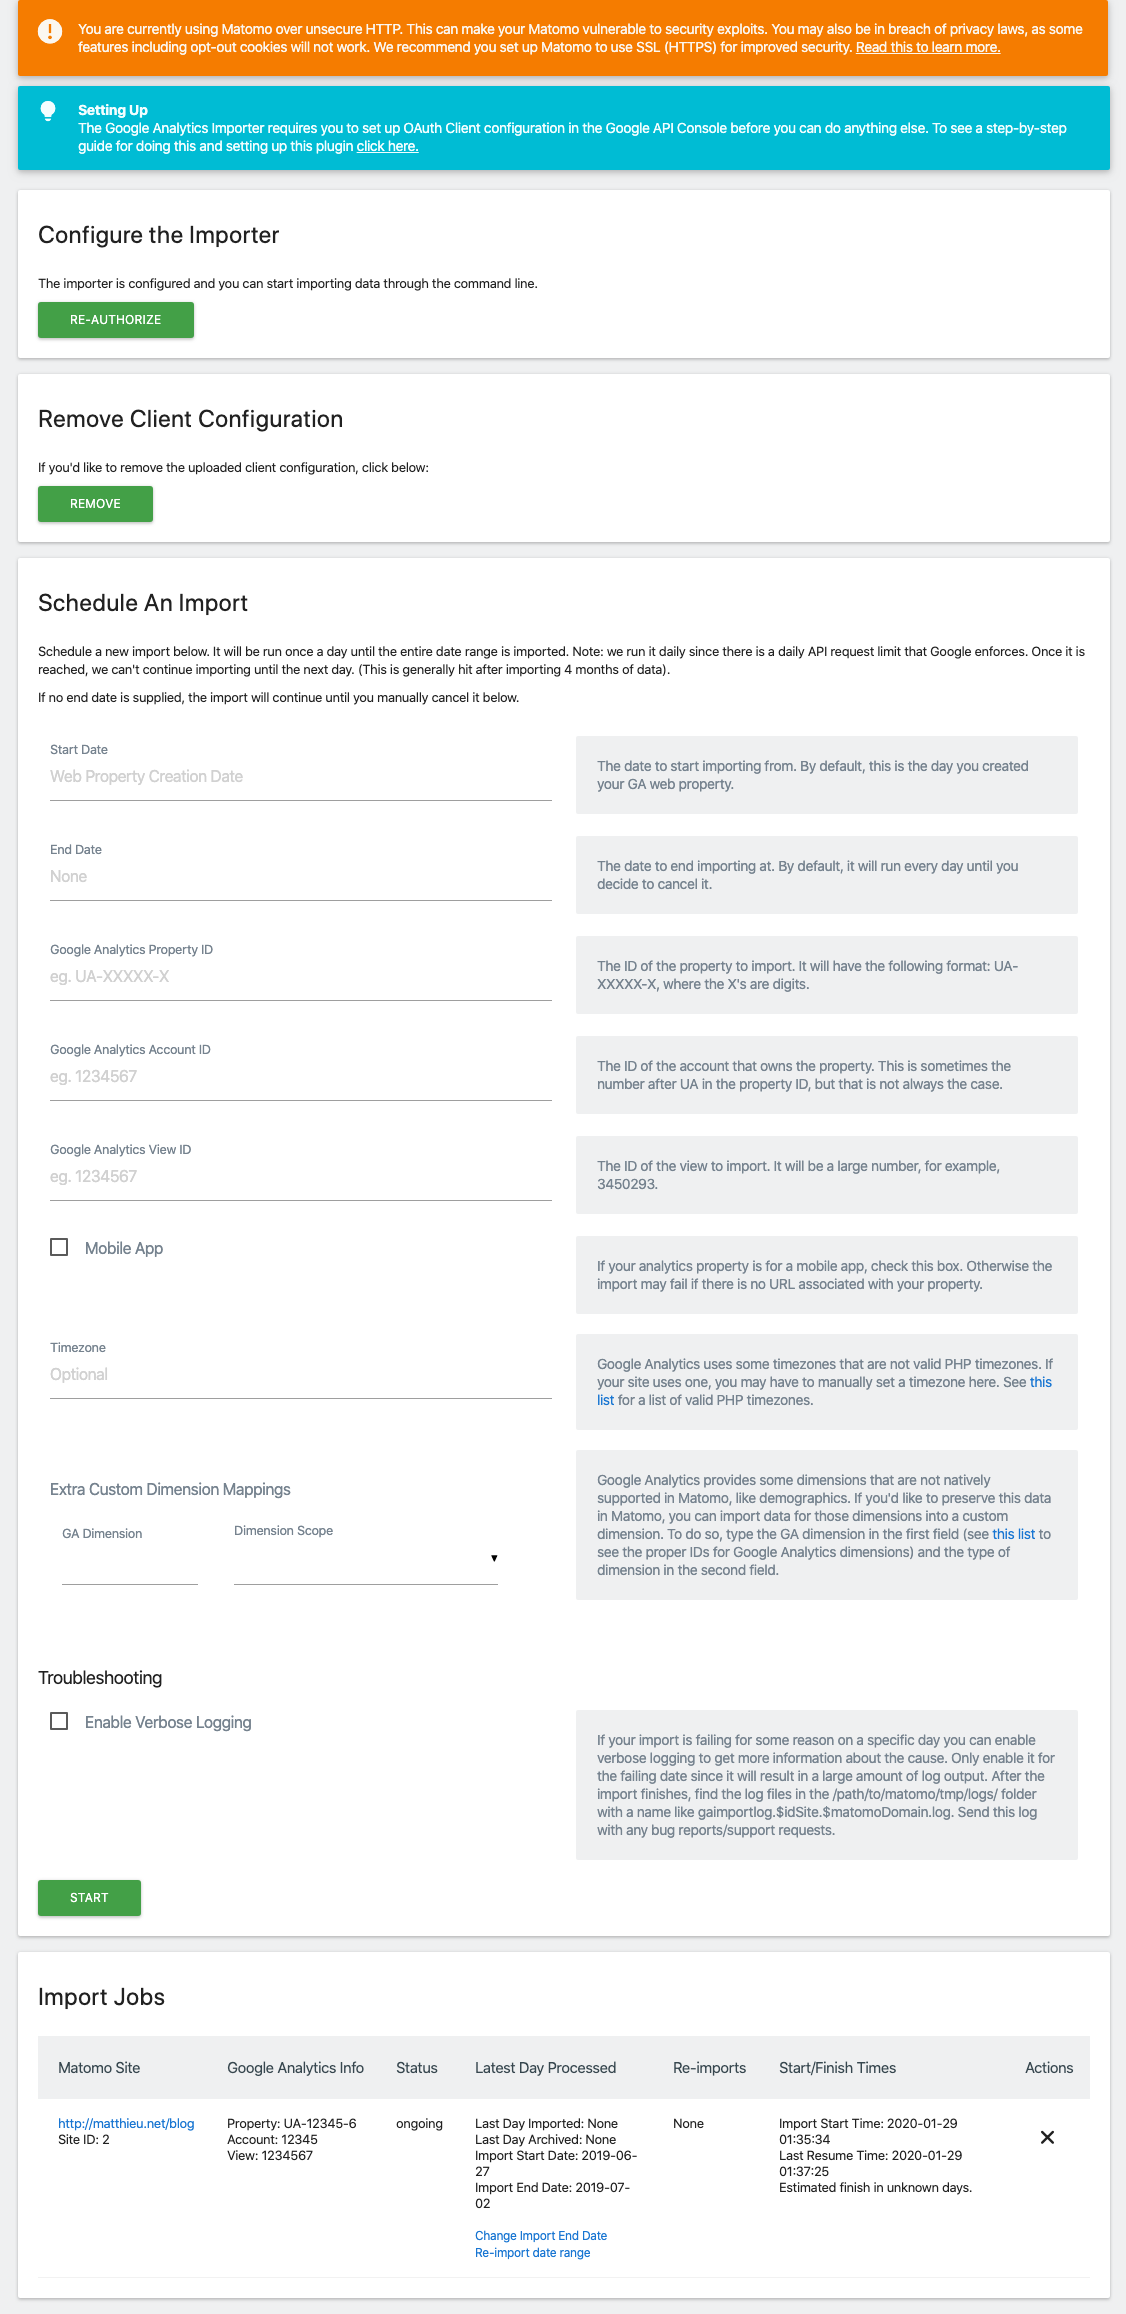 You are currently using Matomo over unsecure HTTP. This can make your Matomo vulnerable to security exploits. You may also be in breach of privacy laws, as some
features including opt-out cookies will not work. We recommend you set up Matomo to use SSL (HTTPS) for improved security. Read this to learn more.
Setting Up
The Google Analytics Importer requires you to set up OAuth Client configuration in the Google API Console before you can do anything else. To see a step-by-step
guide for doing this and setting up this plugin click here.
Configure the Importer
The importer is configured and you can start importing data through the command line.
RE-AUTHORIZE
Remove Client Configuration
If you'd like to remove the uploaded client configuration, click below:
REMOVE
Schedule An Import
Schedule a new import below. It will be run once a day until the entire date range is imported. Note: we run it daily since there is a daily API request limit that Google enforces. Once it is
reached, we can't continue importing until the next day. (This is generally hit after importing 4 months of data).
If no end date is supplied, the import will continue until you manually cancel it below.
Start Date
Web Property Creation Date
The date to start importing from. By default, this is the day you created
your GA web property.
End Date
None
The date to end importing at. By default, it will run every day until you
decide to cancel it.
Google Analytics Property ID
eg. UA-XXXXX-X
The ID of the property to import. It will have the following format: UA-
XXXXX-X, where the X's are digits.
Google Analytics Account ID
eg. 1234567
The ID of the account that owns the property. This is sometimes the
number after UA in the property ID, but that is not always the case.
Google Analytics View ID
eg. 1234567
The ID of the view to import. It will be a large number, for example,
3450293.
Mobile App
If your analytics property is for a mobile app, check this box. Otherwise the
import may fail if there is no URL associated with your property.
Timezone
Optional
Google Analytics uses some timezones that are not valid PHP timezones. If
your site uses one, you may have to manually set a timezone here. See this
list for a list of valid PHP timezones.
Extra Custom Dimension Mappings
GA Dimension
Dimension Scope
Google Analytics provides some dimensions that are not natively
supported in Matomo, like demographics. If you'd like to preserve this data
in Matomo, you can import data for those dimensions into a custom
dimension. To do so, type the GA dimension in the first field (see this list to
see the proper IDs for Google Analytics dimensions) and the type of
dimension in the second field.
Troubleshooting
Enable Verbose Logging
If your import is failing for some reason on a specific day you can enable
verbose logging to get more information about the cause. Only enable it for
the failing date since it will result in a large amount of log output. After the
import finishes, find the log files in the /path/to/matomo/tmp/logs/ folder
with a name like gaimportlog.$idSite.$matomoDomain.log. Send this log
with any bug reports/support requests.
START
Import Jobs
Matomo Site
Google Analytics Info
Status
Latest Day Processed
Re-imports
Start/Finish Times
Actions
http://matthieu.net/blog
Site ID: 2
Property: UA-12345-6
Account: 12345
View: 1234567
ongoing
Last Day Imported: None
Last Day Archived: None
Import Start Date: 2019-06-
27
Import End Date: 2019-07-
02
Change Import End Date
Re-import date range
None
Import Start Time: 2020-01-29
01:35:34
Last Resume Time: 2020-01-29
01:37:25
Estimated finish in unknown days.